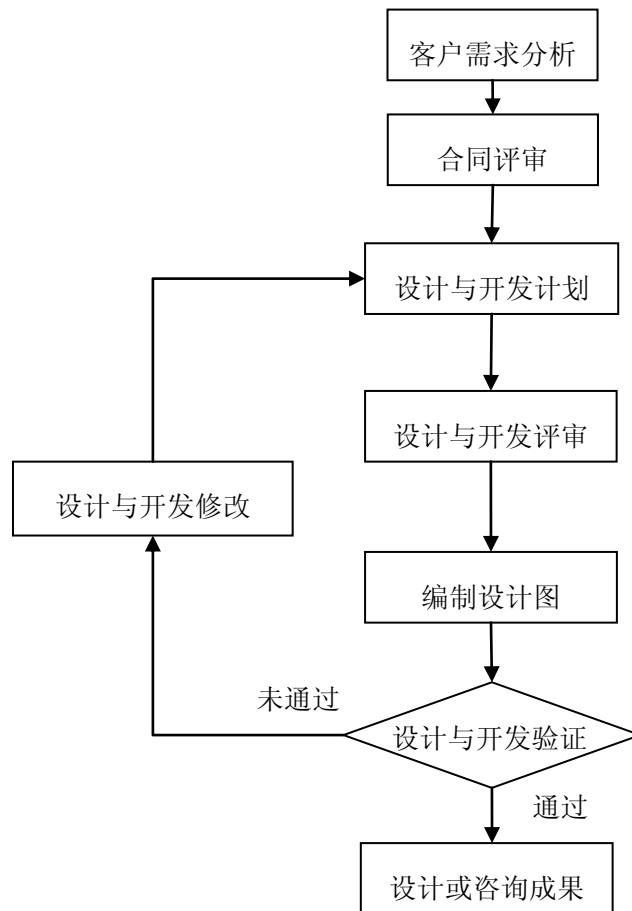 客户需求分析
合同评审
设计与开发计划
设计与开发评审
设计与开发修改
编制设计图
未通过
设计与开发验证
通过
设计或咨询成果